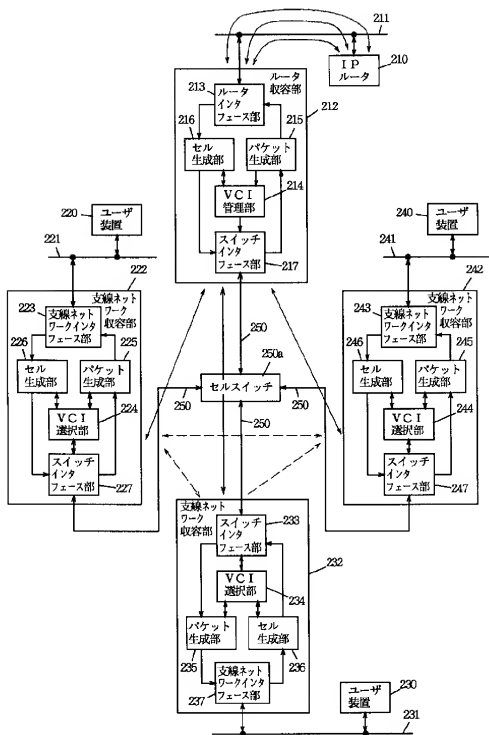 211
IP
ルータ
210
ルータ
収容部
212
213
ルータ
インタ
フェース部
216
215
セル
生成部
パケット
生成部
VCI
管理部
214
スイッチ
インタ
フェース部
217
220
ユーザ
装置
221
222
支線ネット
ワーク
収容部
223
支線ネット
ワークインタ
フェース部
226
225
セル
生成部
パケット
生成部
VCI
選択部
224
スイッチ
インタ
フェース部
227
240
ユーザ
装置
241
242
支線ネット
ワーク
収容部
243
支線ネット
ワークインタ
フェース部
246
245
セル
生成部
パケット
生成部
VCI
選択部
244
スイッチ
インタ
フェース部
247
250
250a
セルスイッチ
250
250
250
支線ネット
ワーク
収容部
232
スイッチ
インタ
フェース部
233
VCI
選択部
234
パケット
生成部
235
セル
生成部
236
支線ネット
ワークインタ
フェース部
237
ユーザ
装置
230
231